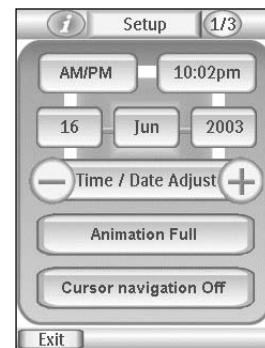 i Setup 1/3
AM/PM 10:02pm
16 Jun 2003
− Time / Date Adjust +
Animation Full
Cursor navigation Off
Exit